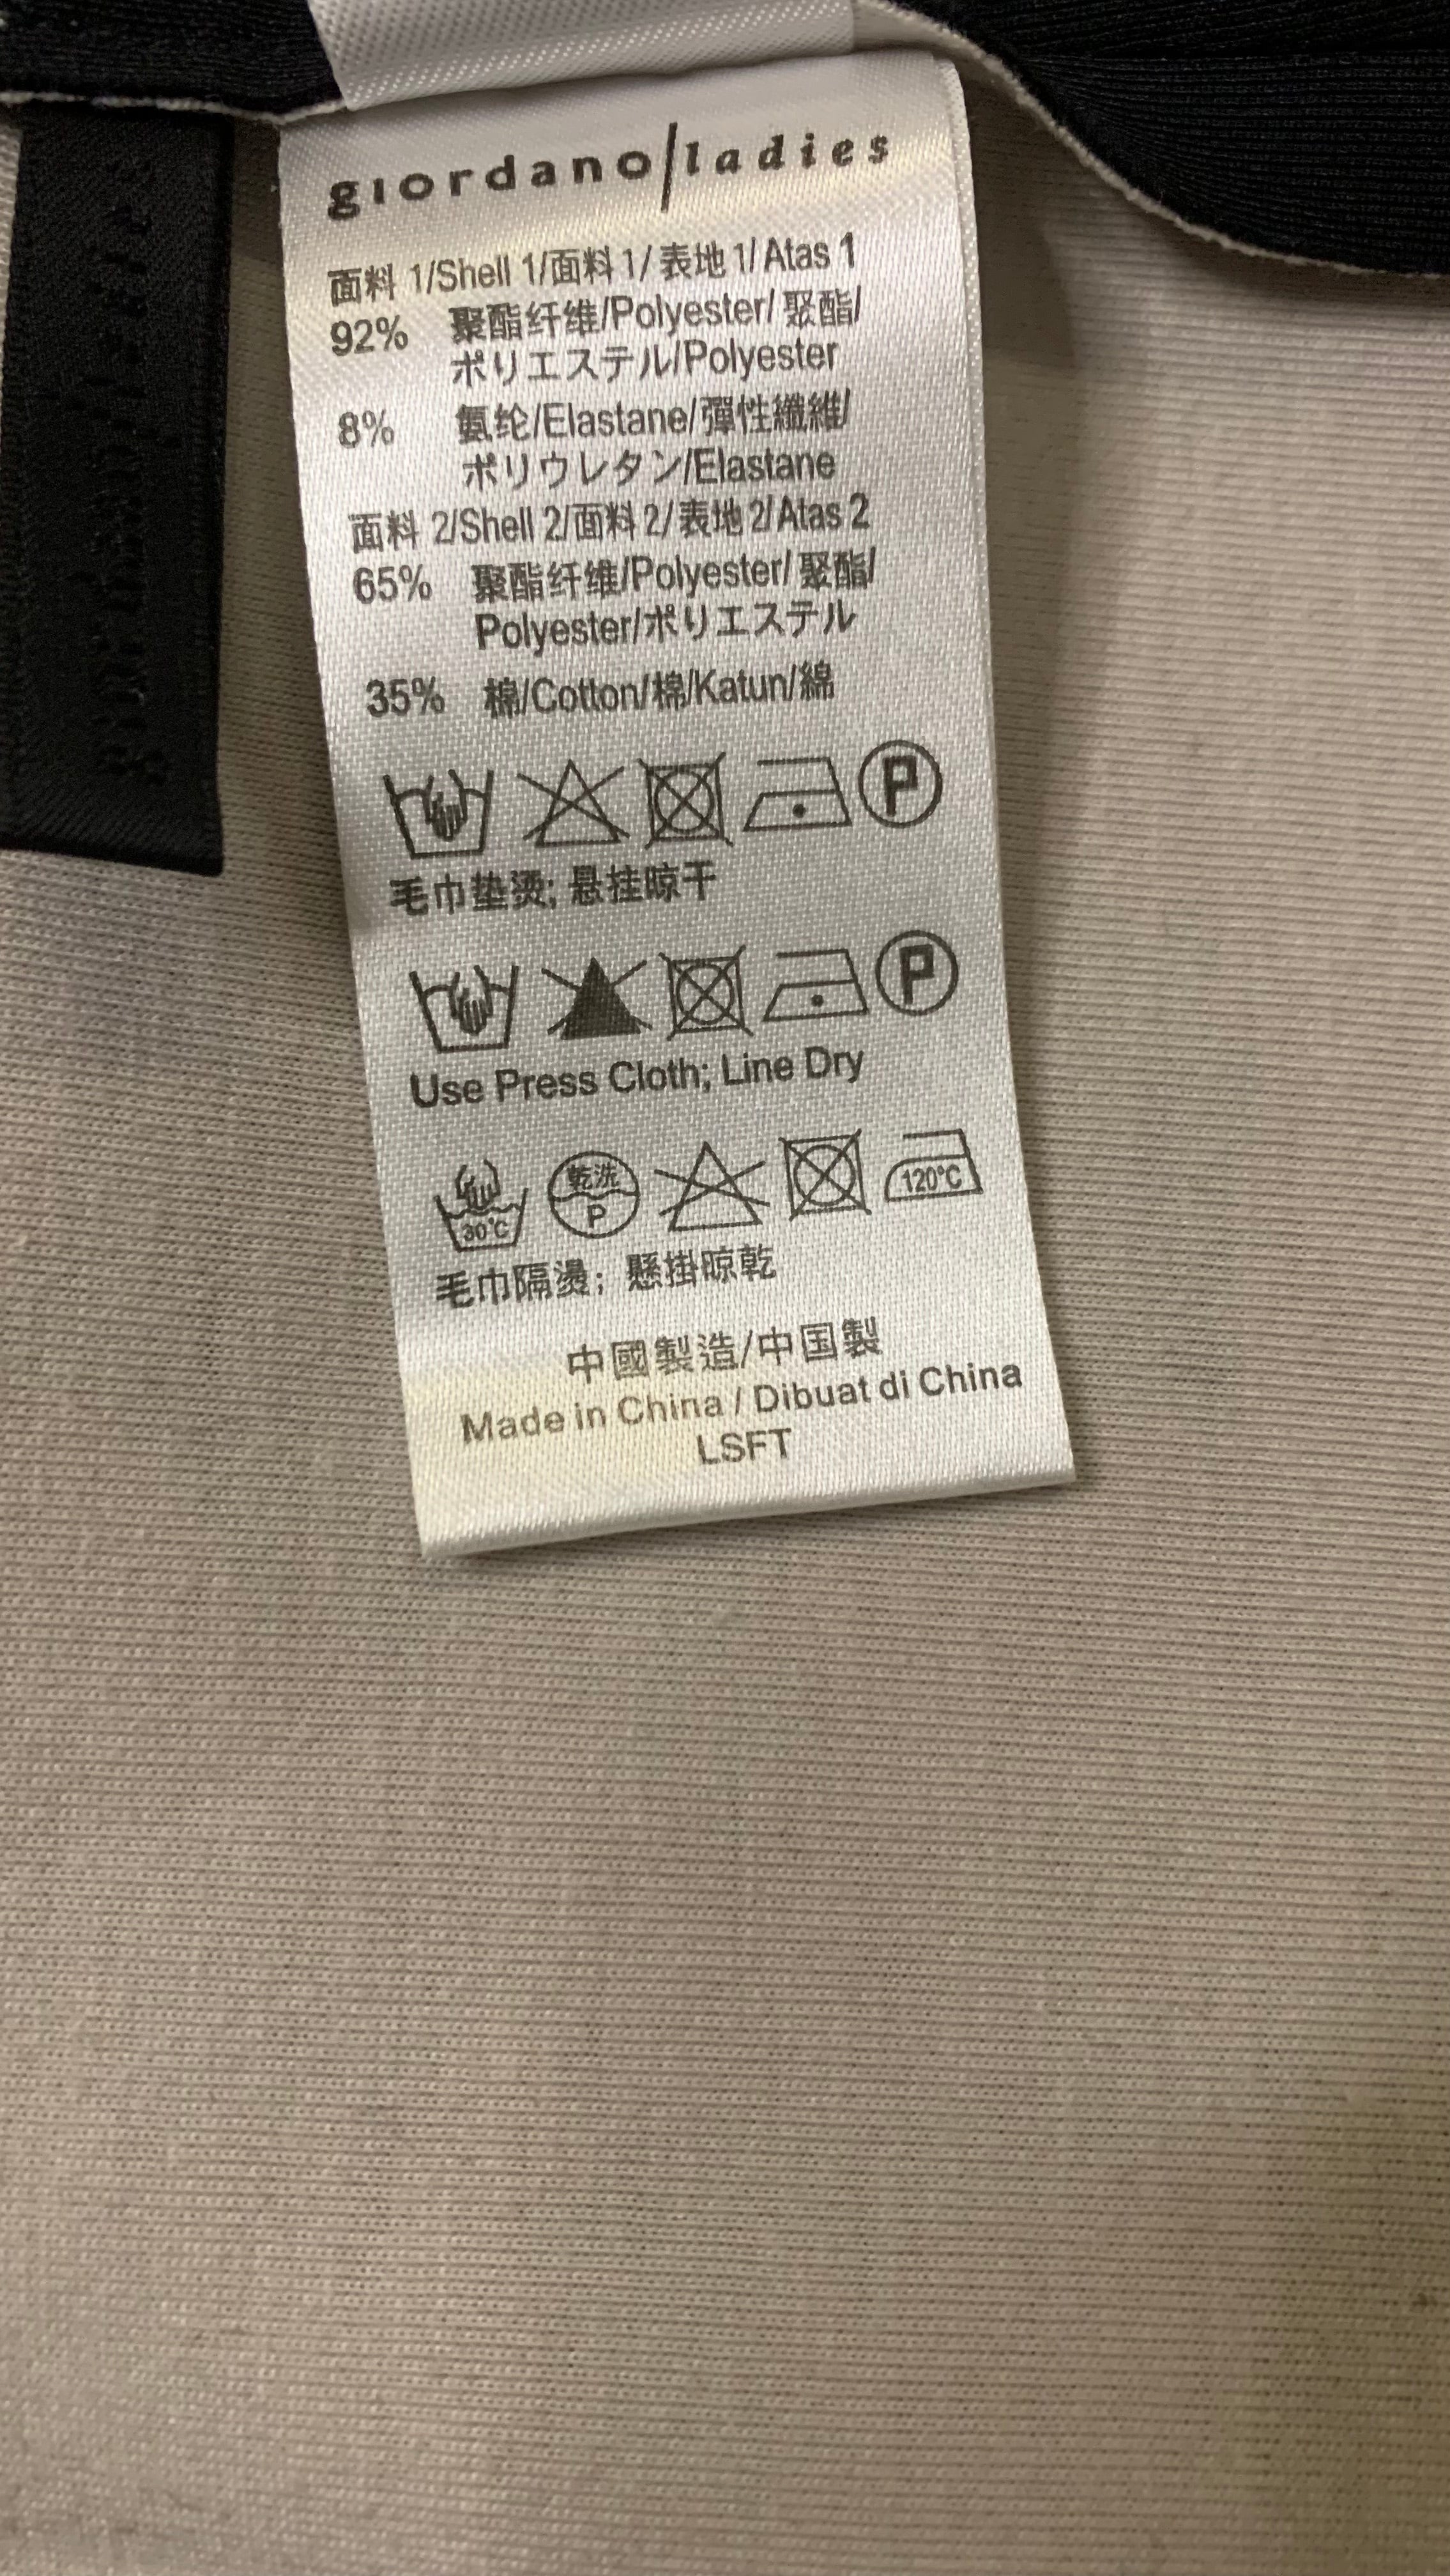 giordano/ladies
面料 1/Shell 1/面料 1/ 表地 1/ Atas 1
92% 聚酯纤维/Polyester/ 聚酯/
ポリエステル/Polyester
8% 氨纶/Elastane/彈性纖維/
ポリウレタン/Elastane
面料 2/Shell 2/面料 2/ 表地 2/ Atas 2
65% 聚酯纤维/Polyester/ 聚酯/
Polyester/ポリエステル
35% 棉/Cotton/棉/Katun/綿
P
毛巾垫烫; 悬挂晾干
P
Use Press Cloth; Line Dry
30℃ 乾洗 P 120℃
毛巾隔燙; 懸掛晾乾
中國製造/中国製
Made in China / Dibuat di China
LSFT